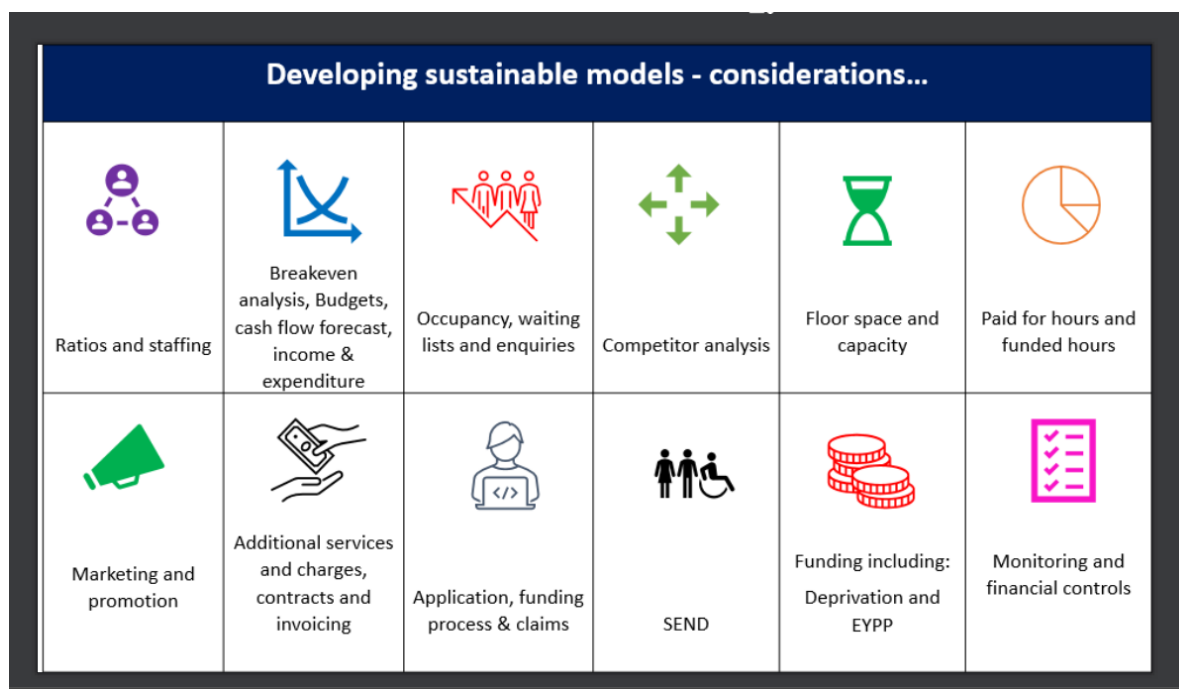 Developing sustainable models - considerations...
Ratios and staffing
Breakeven
analysis, Budgets,
cash flow forecast,
income &
expenditure
Occupancy, waiting
lists and enquiries
Competitor analysis
Floor space and
capacity
Paid for hours and
funded hours
Marketing and
promotion
Additional services
and charges,
contracts and
invoicing
</>
Application, funding
process & claims
SEND
Funding including:
Deprivation and
EYPP
Monitoring and
financial controls